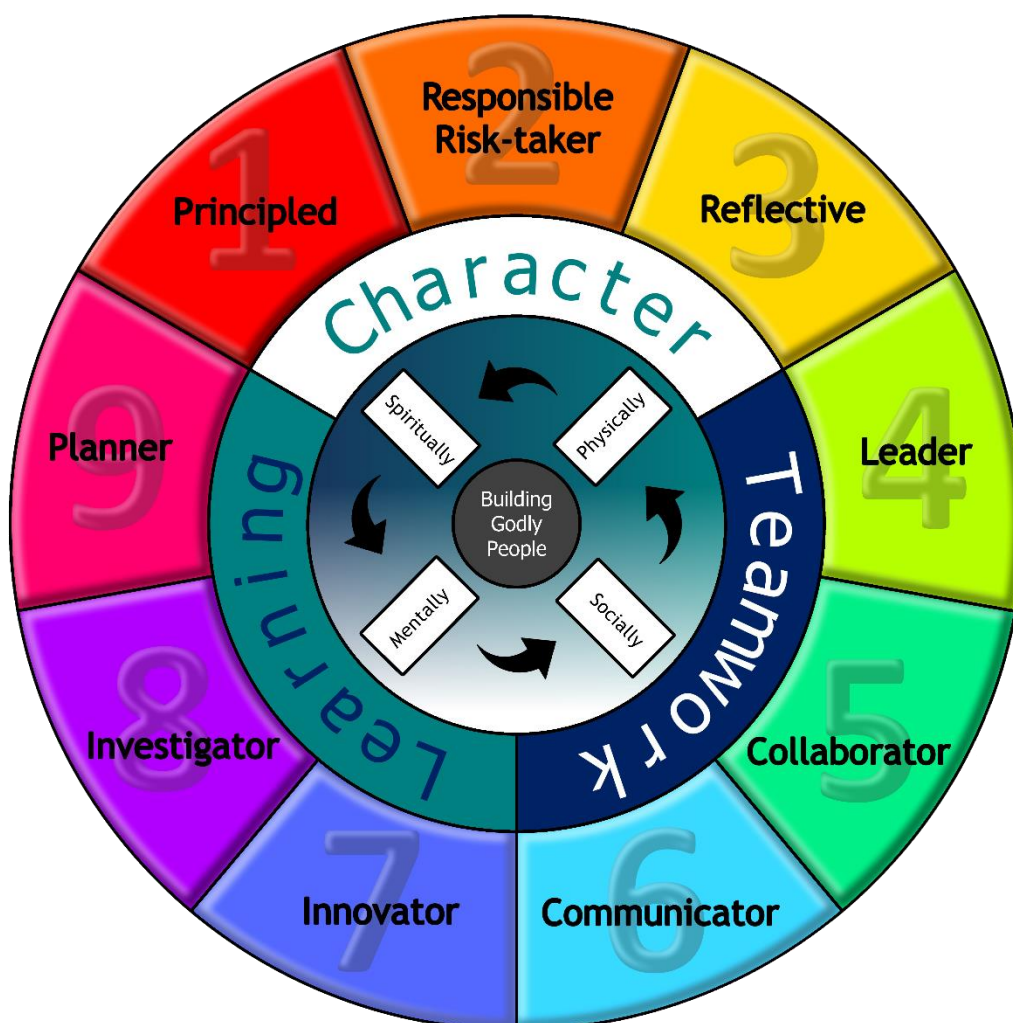 1
Principled
2
Responsible
Risk-taker
3
Reflective
4
Leader
5
Collaborator
6
Communicator
7
Innovator
8
Investigator
9
Planner
Character
Teamwork
Learning
Spiritually
Physically
Mentally
Socially
Building
Godly
People